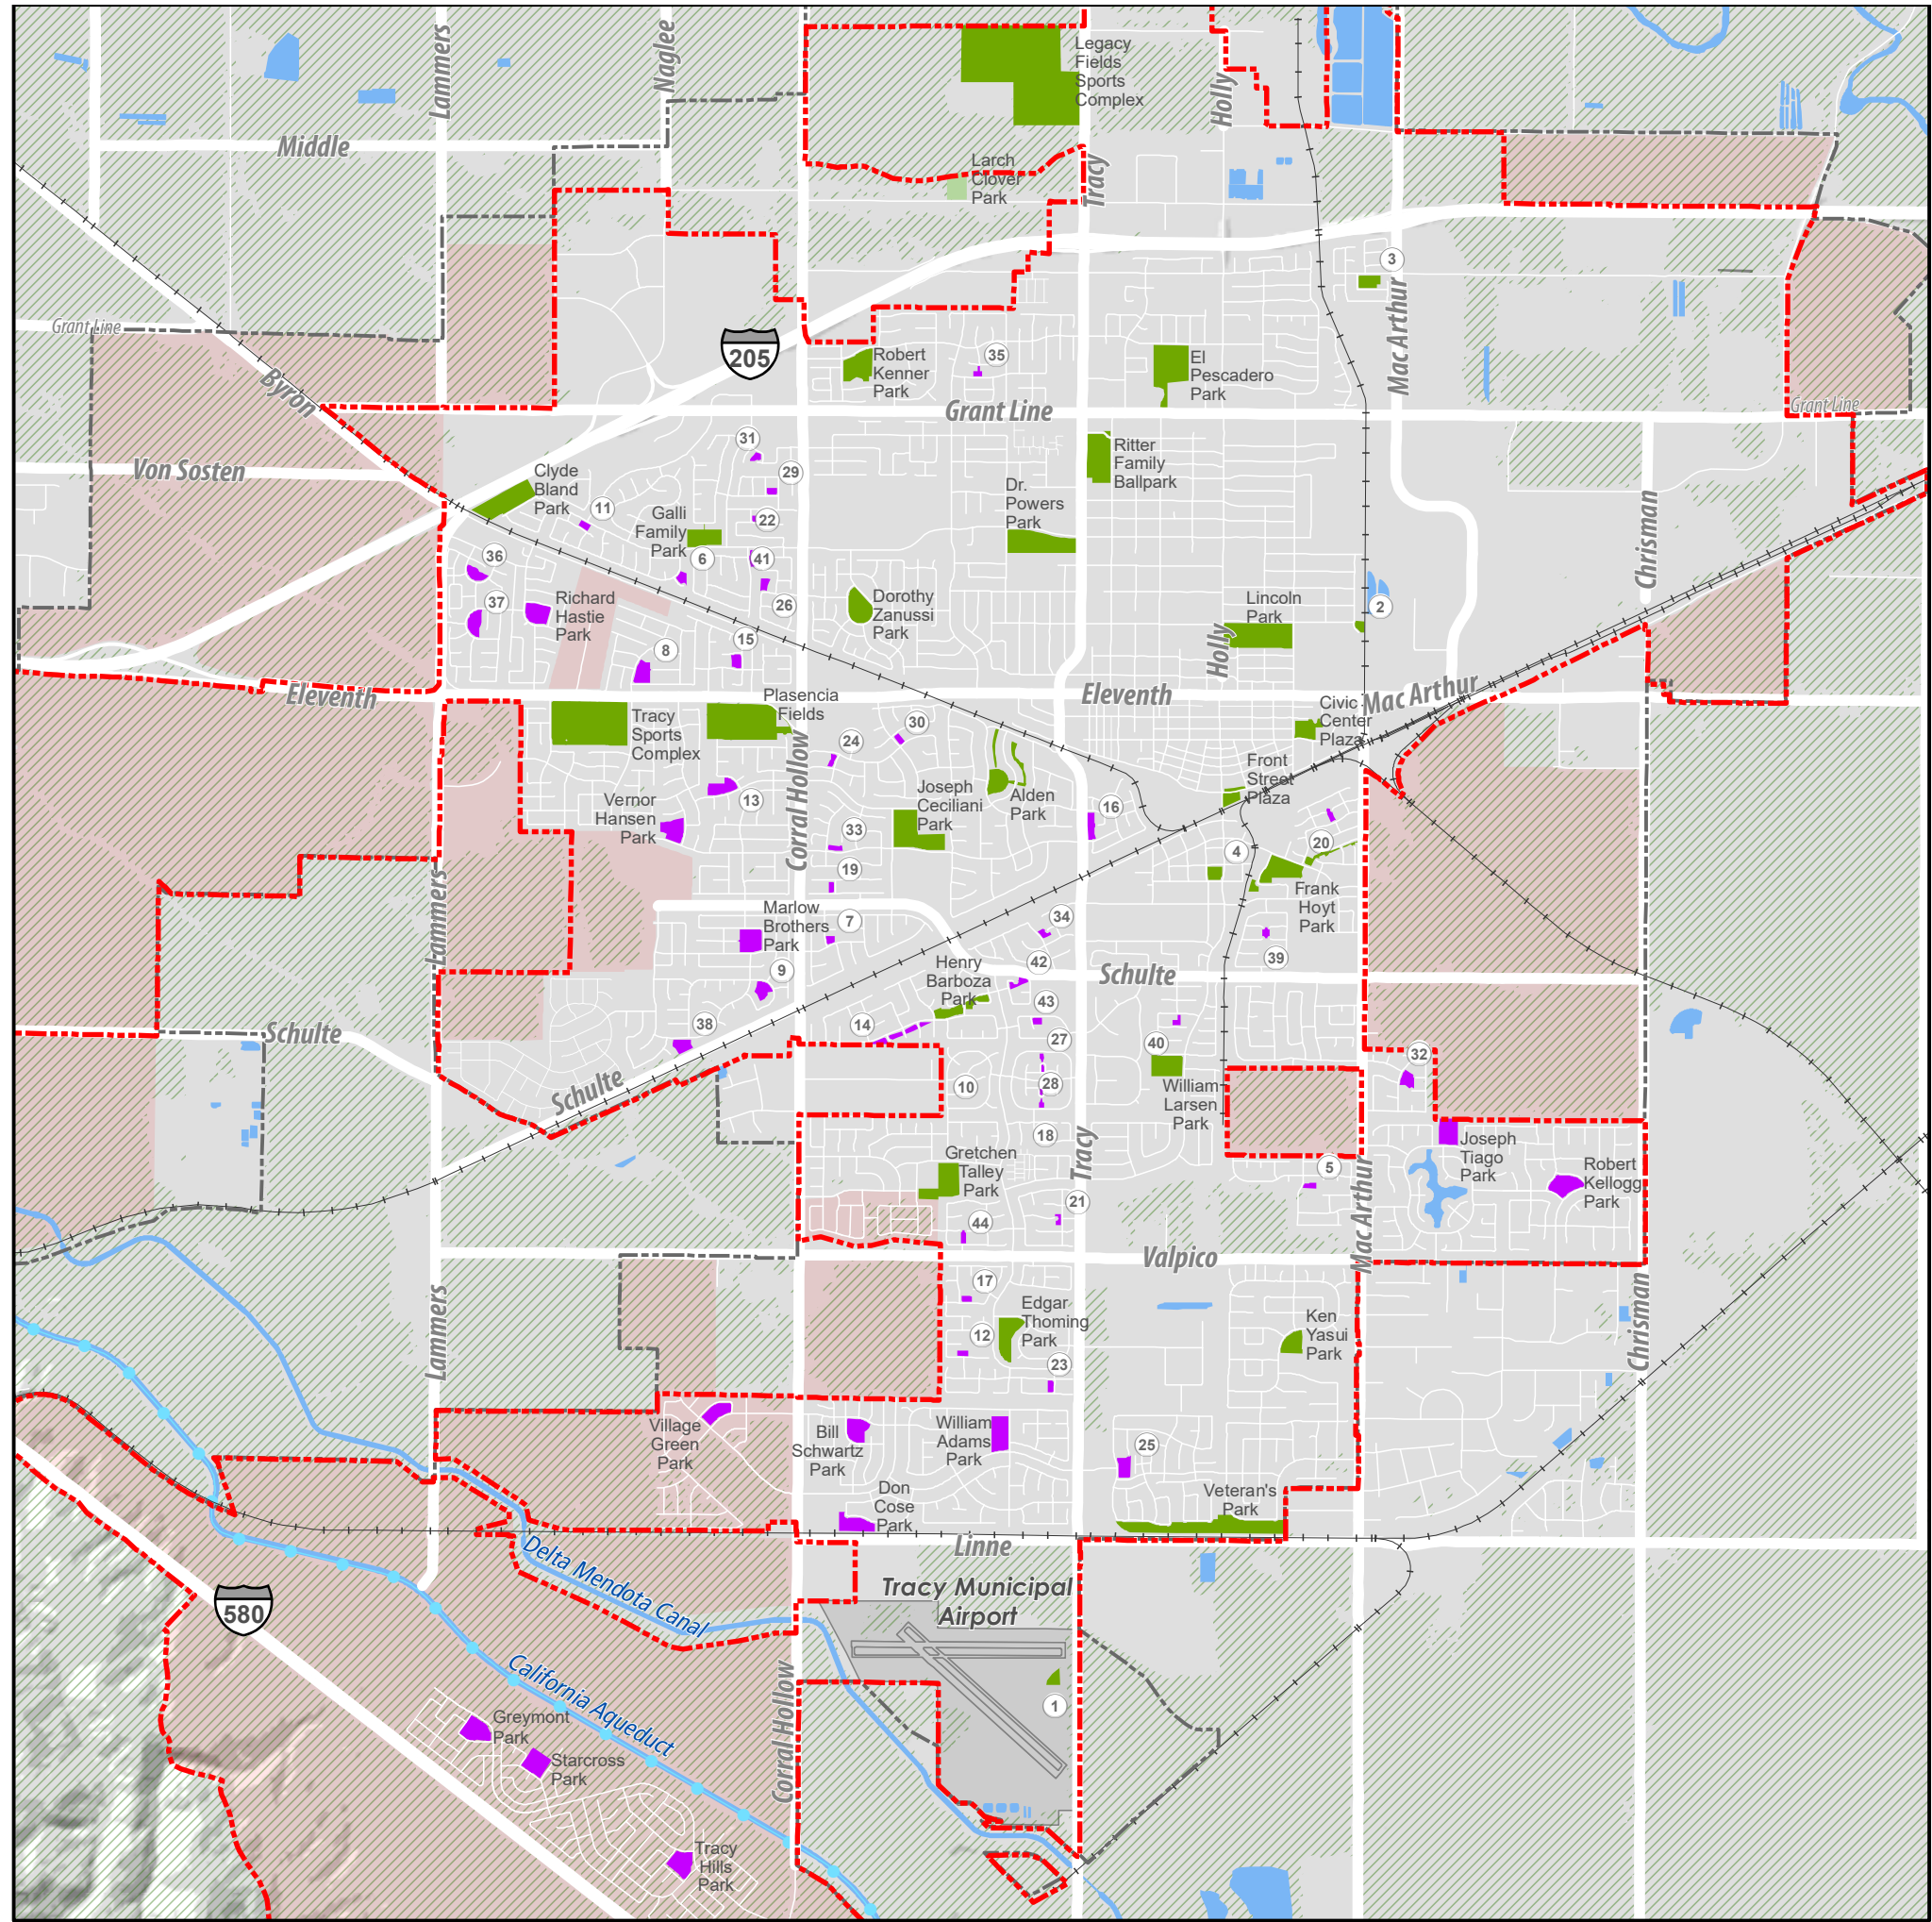 Legacy
Fields
Sports
Complex
Lammers
Naglee
Holly
Middle
Larch
Clover
Park
Tracy
3
Mac Arthur
Grant Line
205
Robert
Kenner
Park
35
El
Pescadero
Park
Byron
Grant Line
Grant Line
31
Von Sosten
29
Clyde
Bland
Park
11
Galli
Family
Park
22
Dr.
Powers
Park
Ritter
Family
Ballpark
Chrisman
36
6
41
37
Richard
Hastie
Park
26
Dorothy
Zanussi
Park
Lincoln
Park
2
8
15
Holly
Eleventh
Plasencia
Fields
Eleventh
Mac Arthur
Tracy
Sports
Complex
30
Civic
Center
Plaza
24
Corral Hollow
Vernor
Hansen
Park
13
Joseph
Ceciliani
Park
Alden
Park
16
Front
Street
Plaza
33
20
4
19
Frank
Hoyt
Park
Lammers
Marlow
Brothers
Park
7
34
9
Henry
Barboza
Park
42
Schulte
39
43
Schulte
38
14
27
40
32
Schulte
10
28
William
Larsen
Park
18
Tracy
Joseph
Tiago
Park
Gretchen
Talley
Park
5
Robert
Kellogg
Park
21
44
Mac Arthur
Valpico
17
Lammers
Edgar
Thoming
Park
12
Ken
Yasui
Park
Chrisman
23
Village
Green
Park
Bill
Schwartz
Park
William
Adams
Park
25
Don
Cose
Park
Veteran's
Park
Linne
Delta Mendota Canal
Tracy Municipal
Airport
580
California Aqueduct
Corral Hollow
1
Greymont
Park
Starcross
Park
Tracy
Hills
Park